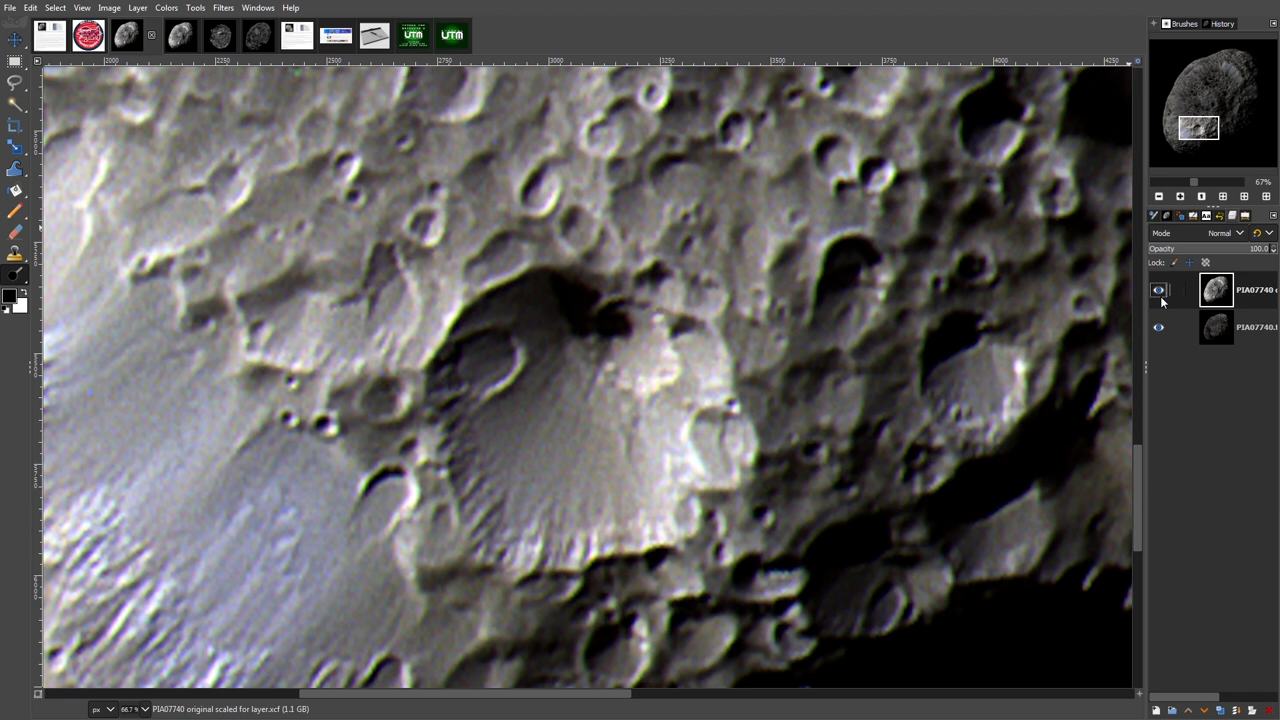 File Edit Select View Image Layer Colors Tools Filters Windows Help
UTM UTM
Brushes History
2000 2250 2500 2750 3000 3250 3500 3750 4000 4250
67%
Mode Normal
Opacity 100.0
Lock:
PIA07740
PIA07740.
px 66.7 % PIA07740 original scaled for layer.xcf (1.1 GB)